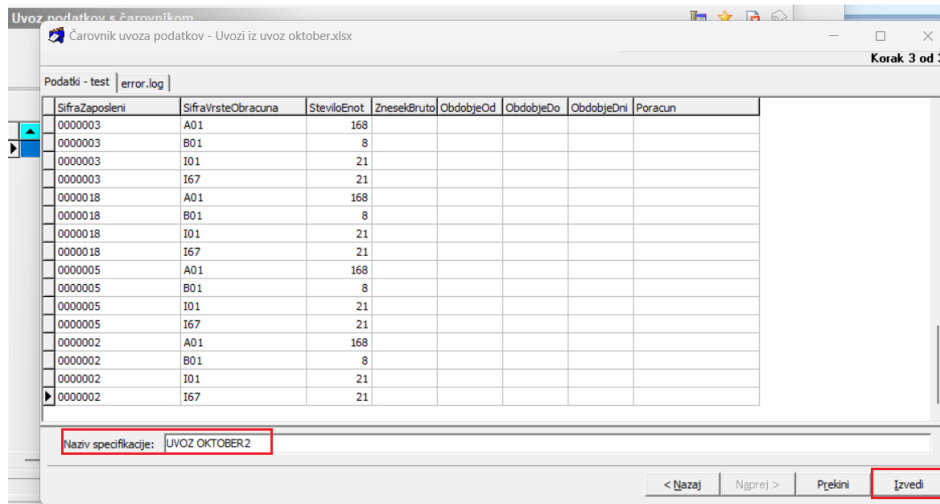 Uvoz podatkov s čarovnikom
Čarovnik uvoza podatkov - Uvozi iz uvoz oktober.xlsx
Korak 3 od 3
Podatki - test error.log
SifraZaposleni SifraVrsteObracuna SteviloEnot ZnesekBruto ObdobjeOd ObdobjeDo ObdobjeDni Poracun
0000003 A01 168
0000003 B01 8
0000003 I01 21
0000003 I67 21
0000018 A01 168
0000018 B01 8
0000018 I01 21
0000018 I67 21
0000005 A01 168
0000005 B01 8
0000005 I01 21
0000005 I67 21
0000002 A01 168
0000002 B01 8
0000002 I01 21
0000002 I67 21
Naziv specifikacije: UVOZ OKTOBER2
< Nazaj Naprej > Prekini Izvedi